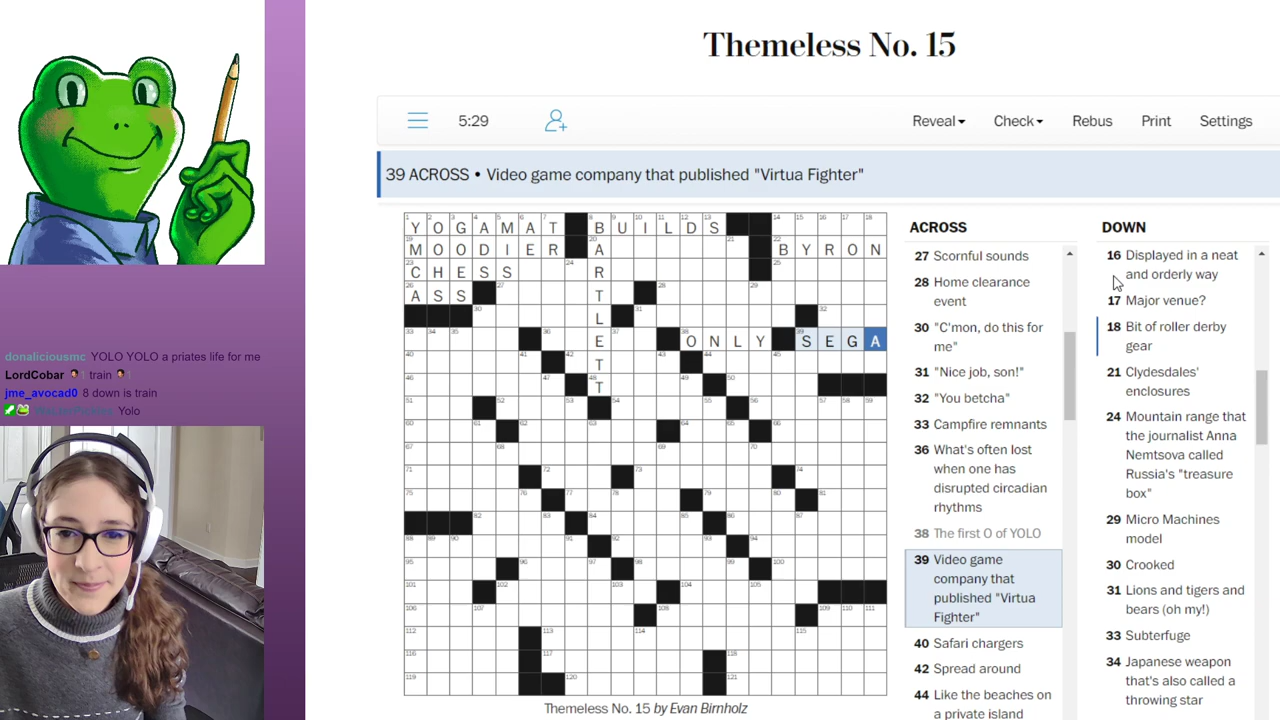 Themeless No. 15
5:29
Reveal
Check
Rebus
Print
Settings
39 ACROSS • Video game company that published "Virtua Fighter"
YOGAMAT BUILDS
MOODIER A BYRON
CHESS R
ASS T
L
E ONLY SEGA
T
T
donaliciousmc YOLO YOLO a priates life for me
LordCobar 1 train 1
jme_avocad0 8 down is train
Yolo
Themeless No. 15 by Evan Birnholz
ACROSS
27 Scornful sounds
28 Home clearance
event
30 "C'mon, do this for
me"
31 "Nice job, son!"
32 "You betcha"
33 Campfire remnants
36 What's often lost
when one has
disrupted circadian
rhythms
38 The first O of YOLO
39 Video game
company that
published "Virtua
Fighter"
40 Safari chargers
42 Spread around
44 Like the beaches on
a private island
DOWN
16 Displayed in a neat
and orderly way
17 Major venue?
18 Bit of roller derby
gear
21 Clydesdales'
enclosures
24 Mountain range that
the journalist Anna
Nemtsova called
Russia's "treasure
box"
29 Micro Machines
model
30 Crooked
31 Lions and tigers and
bears (oh my!)
33 Subterfuge
34 Japanese weapon
that's also called a
throwing star